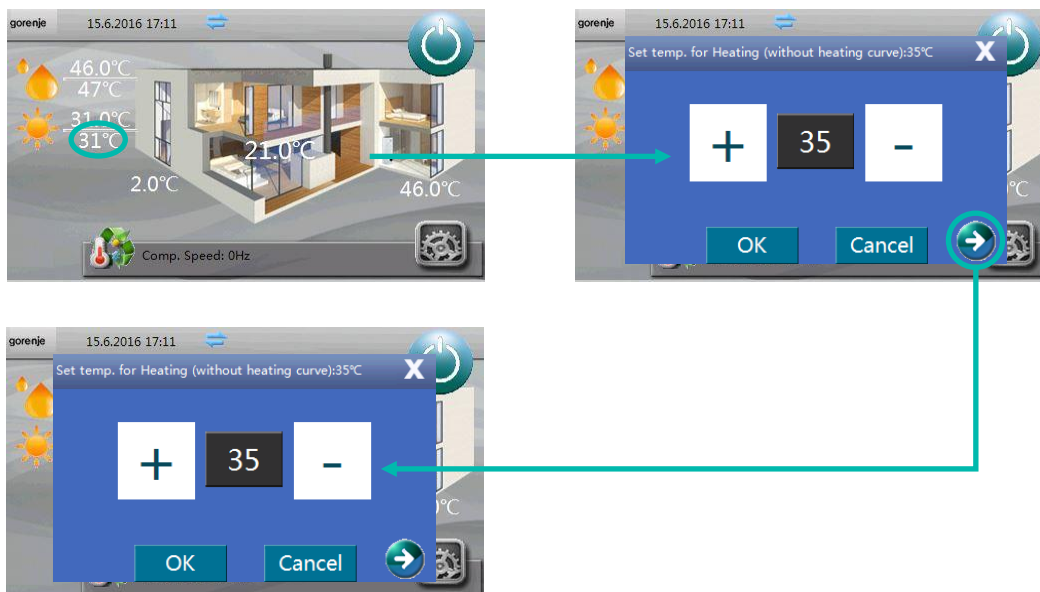 gorenje 15.6.2016 17:11
46.0°C
47°C
31.0°C
31°C
21.0°C
2.0°C
46.0°C
Comp. Speed: 0Hz
gorenje 15.6.2016 17:11
Set temp. for Heating (without heating curve):35℃ X
+ 35 -
°C
OK Cancel
gorenje 15.6.2016 17:11
Set temp. for Heating (without heating curve):35℃ X
+ 35 -
°C
OK Cancel